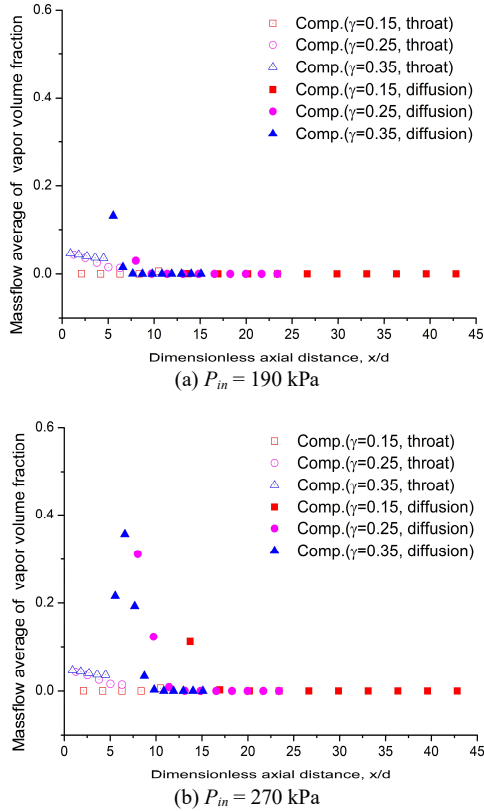 0.6
0.4
0.2
0.0
Massflow average of vapor volume fraction
Comp.(γ=0.15, throat)
Comp.(γ=0.25, throat)
Comp.(γ=0.35, throat)
Comp.(γ=0.15, diffusion)
Comp.(γ=0.25, diffusion)
Comp.(γ=0.35, diffusion)
0 5 10 15 20 25 30 35 40 45
Dimensionless axial distance, x/d
(a) Pin = 190 kPa
0.6
0.4
0.2
0.0
Massflow average of vapor volume fraction
Comp.(γ=0.15, throat)
Comp.(γ=0.25, throat)
Comp.(γ=0.35, throat)
Comp.(γ=0.15, diffusion)
Comp.(γ=0.25, diffusion)
Comp.(γ=0.35, diffusion)
0 5 10 15 20 25 30 35 40 45
Dimensionless axial distance, x/d
(b) Pin = 270 kPa